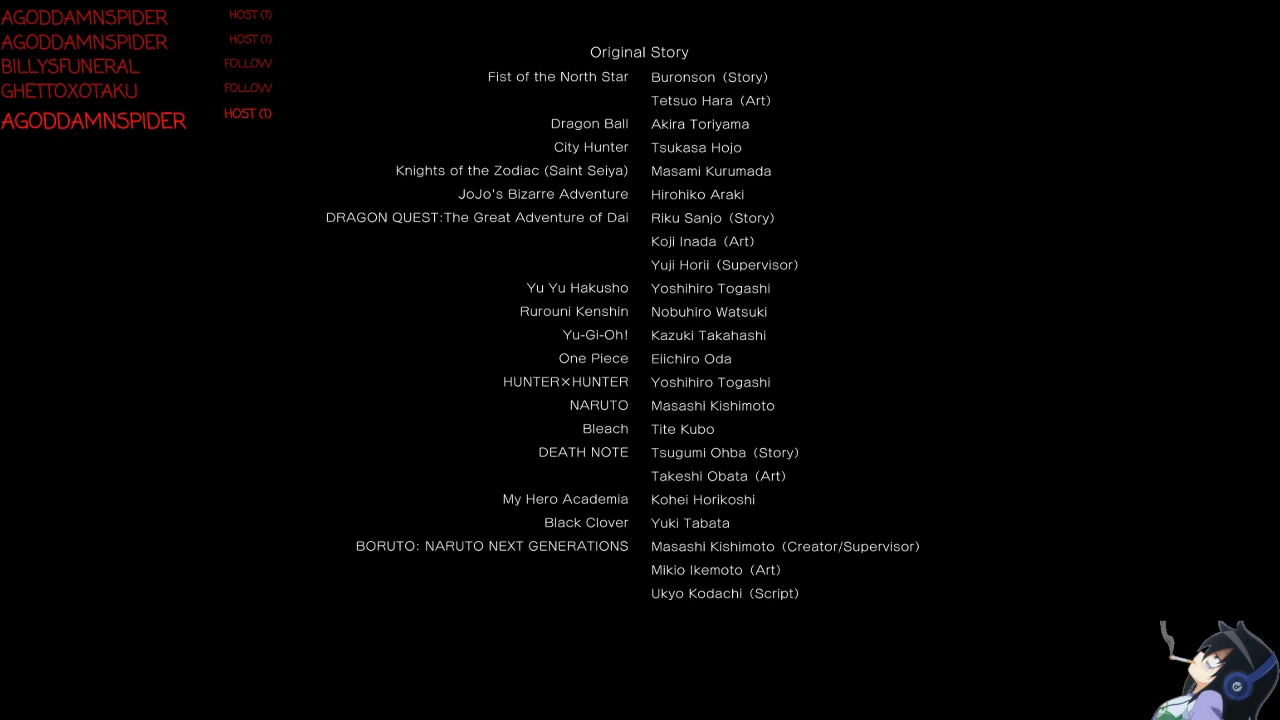 AGODDAMNSPIDER HOST (1)
AGODDAMNSPIDER HOST (1)
BILLYSFUNERAL FOLLOW
GHETTOXOTAKU FOLLOW
AGODDAMNSPIDER HOST (1)
Original Story
Fist of the North Star Buronson (Story)
Tetsuo Hara (Art)
Dragon Ball Akira Toriyama
City Hunter Tsukasa Hojo
Knights of the Zodiac (Saint Seiya) Masami Kurumada
JoJo's Bizarre Adventure Hirohiko Araki
DRAGON QUEST:The Great Adventure of Dai Riku Sanjo (Story)
Koji Inada (Art)
Yuji Horii (Supervisor)
Yu Yu Hakusho Yoshihiro Togashi
Rurouni Kenshin Nobuhiro Watsuki
Yu-Gi-Oh! Kazuki Takahashi
One Piece Eiichiro Oda
HUNTER×HUNTER Yoshihiro Togashi
NARUTO Masashi Kishimoto
Bleach Tite Kubo
DEATH NOTE Tsugumi Ohba (Story)
Takeshi Obata (Art)
My Hero Academia Kohei Horikoshi
Black Clover Yuki Tabata
BORUTO: NARUTO NEXT GENERATIONS Masashi Kishimoto (Creator/Supervisor)
Mikio Ikemoto (Art)
Ukyo Kodachi (Script)